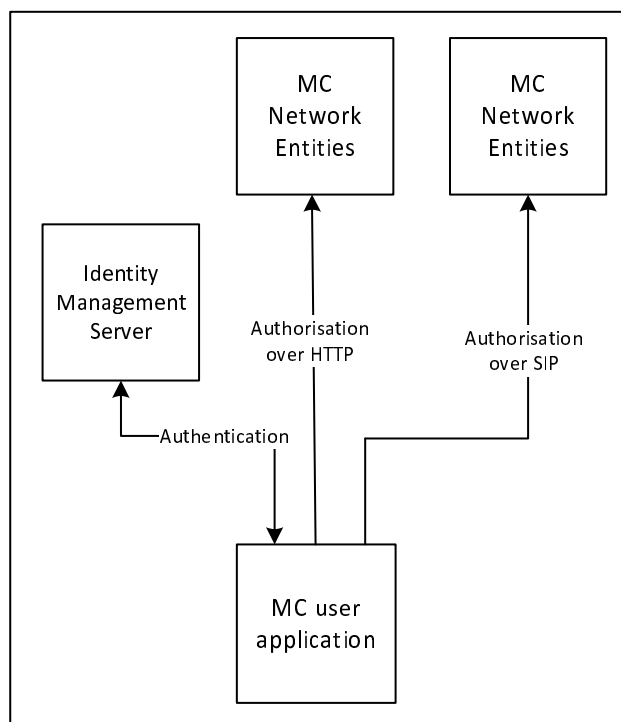 MC
Network
Entities
MC
Network
Entities
Identity
Management
Server
Authorisation
over HTTP
Authorisation
over SIP
Authentication
MC user
application